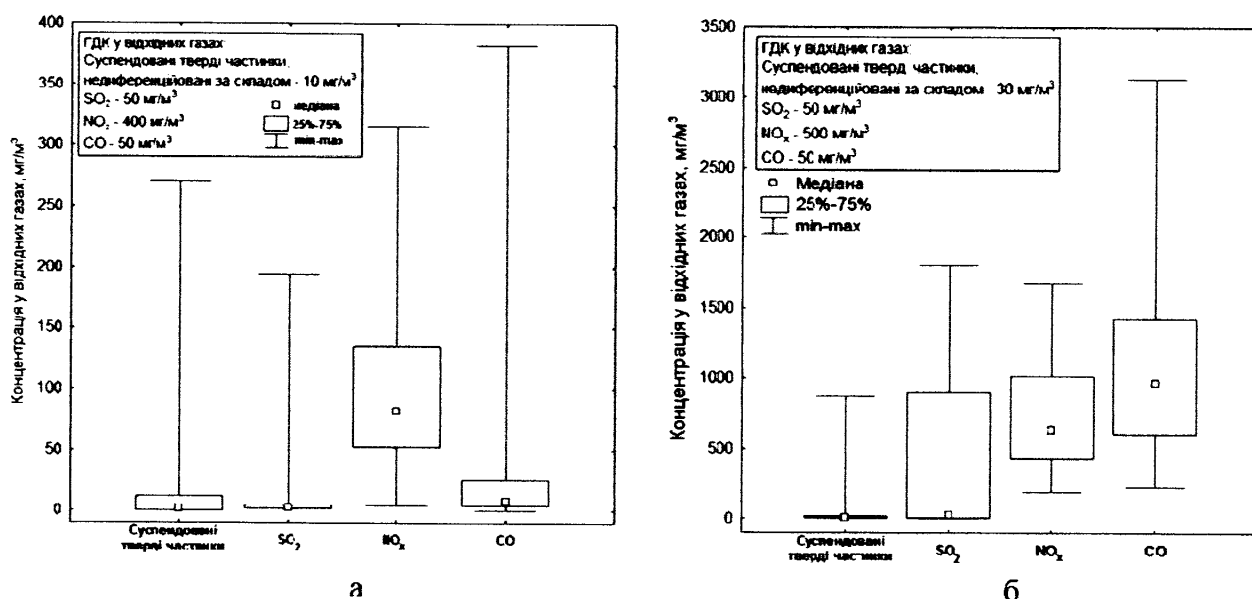 а
400
350
300
250
200
150
100
50
0
Концентрація у відхідних газах, мг/м³
ГДК у відхідних газах
Суспендовані тверді частинки,
недиференційовані за складом - 10 мг/м³
SO₂ - 50 мг/м³
NO₂ - 400 мг/м³
CO - 50 мг/м³
медіана
25%-75%
min-max
Суспендовані
тверді частинки
SO₂
NOₓ
CO
а
б
3500
3000
2500
2000
1500
1000
500
0
Концентрація у відхідних газах, мг/м³
ГДК у відхідних газах
Суспендовані тверд частинки,
недиференційовані за складом - 30 мг/м³
SO₂ - 50 мг/м³
NOₓ - 500 мг/м³
CO - 50 мг/м³
Медіана
25%-75%
min-max
Суспендовані
тверді частинки
SO₂
NOₓ
CO
б